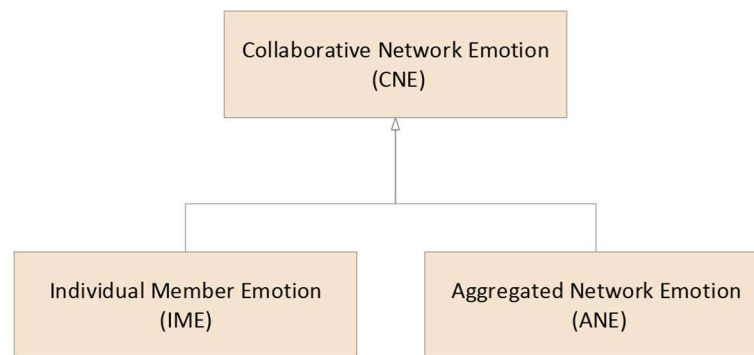 Collaborative Network Emotion
(CNE)
Individual Member Emotion
(IME)
Aggregated Network Emotion
(ANE)